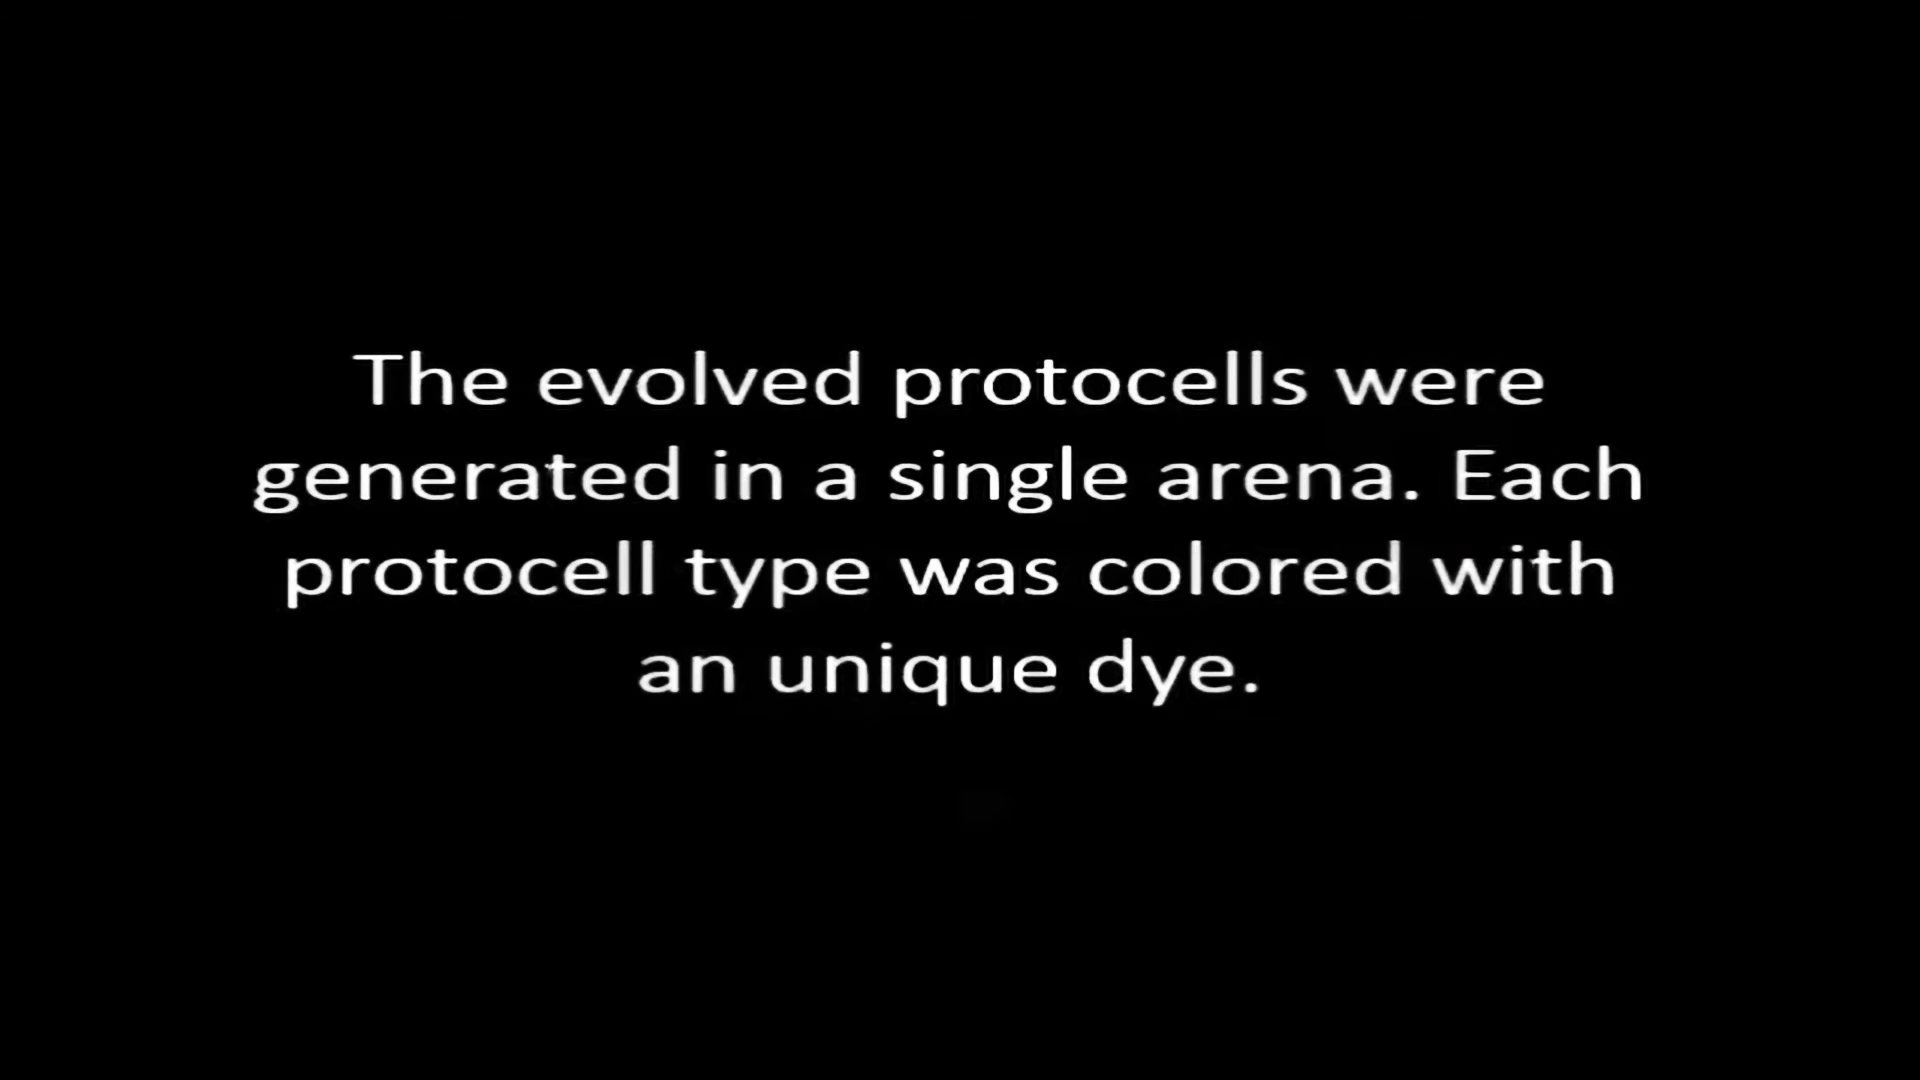 The evolved protocells were
generated in a single arena. Each
protocell type was colored with
an unique dye.